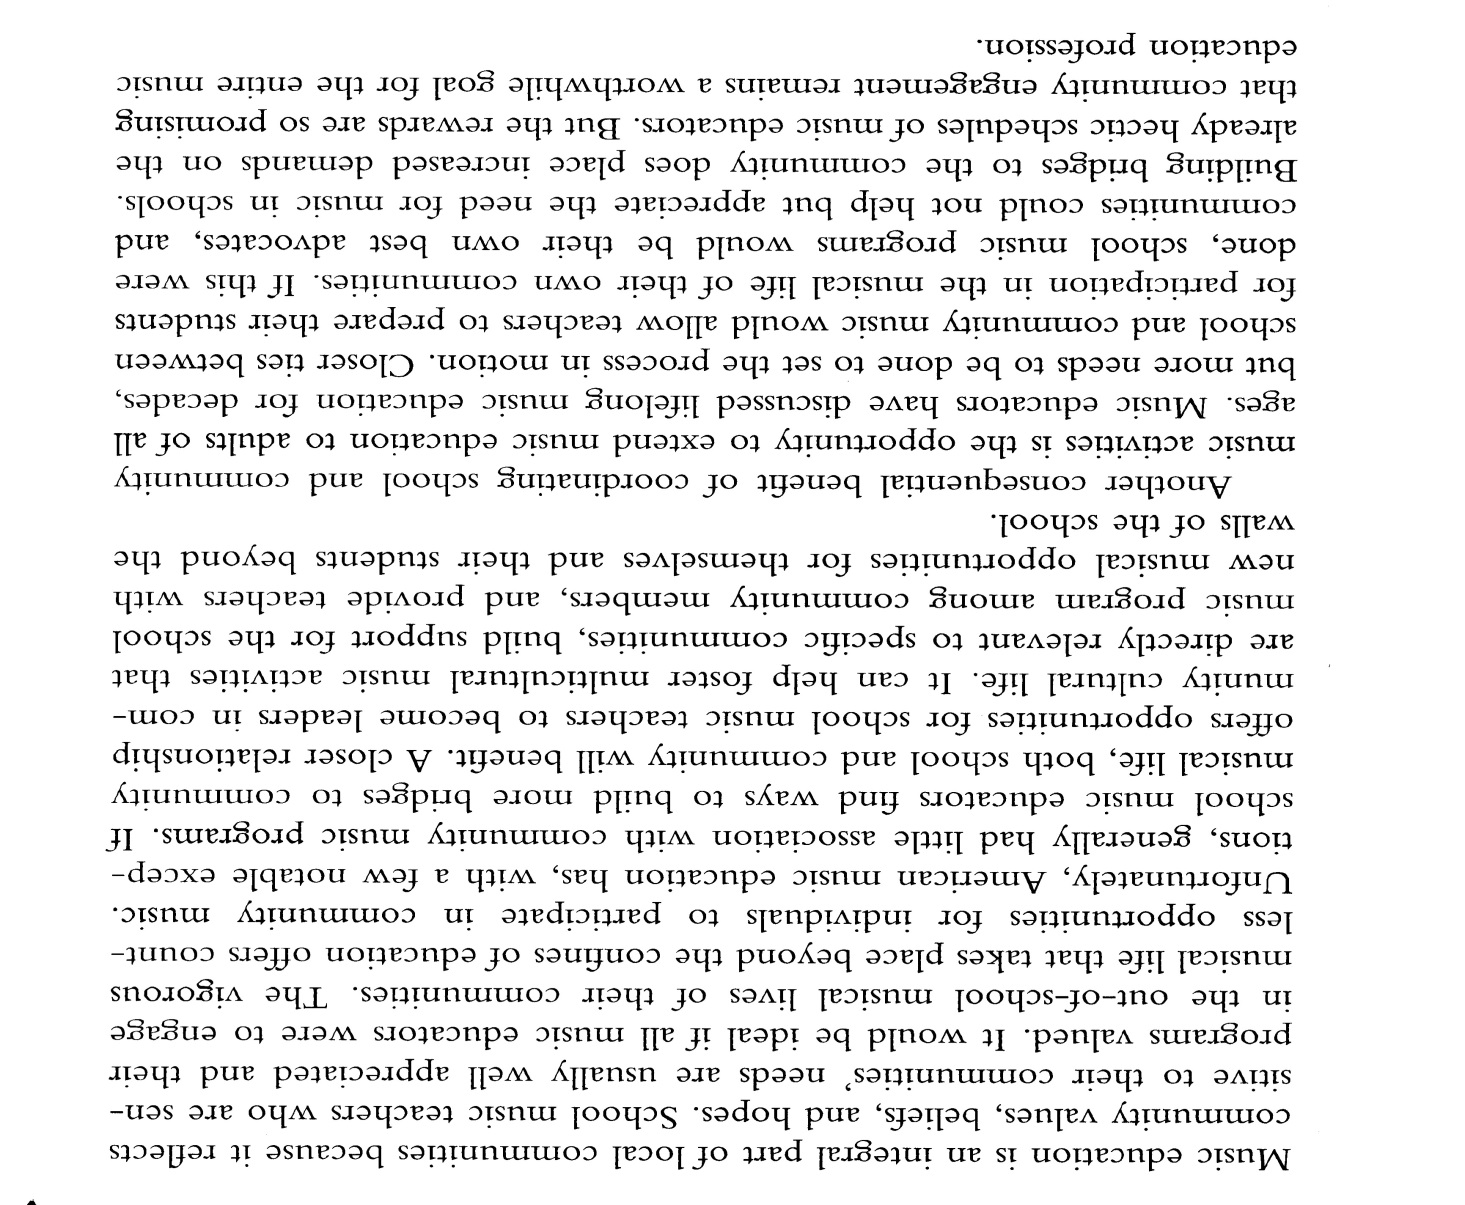 Music education is an integral part of local communities because it reflects
community values, beliefs, and hopes. School music teachers who are sen-
sitive to their communities' needs are usually well appreciated and their
programs valued. It would be ideal if all music educators were to engage
in the out-of-school musical lives of their communities. The vigorous
musical life that takes place beyond the confines of education offers count-
less opportunities for individuals to participate in community music.
Unfortunately, American music education has, with a few notable excep-
tions, generally had little association with community music programs. If
school music educators find ways to build more bridges to community
musical life, both school and community will benefit. A closer relationship
offers opportunities for school music teachers to become leaders in com-
munity cultural life. It can help foster multicultural music activities that
are directly relevant to specific communities, build support for the school
music program among community members, and provide teachers with
new musical opportunities for themselves and their students beyond the
walls of the school.
Another consequential benefit of coordinating school and community
music activities is the opportunity to extend music education to adults of all
ages. Music educators have discussed lifelong music education for decades,
but more needs to be done to set the process in motion. Closer ties between
school and community music would allow teachers to prepare their students
for participation in the musical life of their own communities. If this were
done, school music programs would be their own best advocates, and
communities could not help but appreciate the need for music in schools.
Building bridges to the community does place increased demands on the
already hectic schedules of music educators. But the rewards are so promising
that community engagement remains a worthwhile goal for the entire music
education profession.